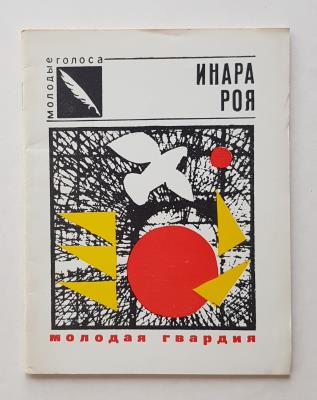 молодые голоса
ИНАРА
РОЯ
молодая гвардия